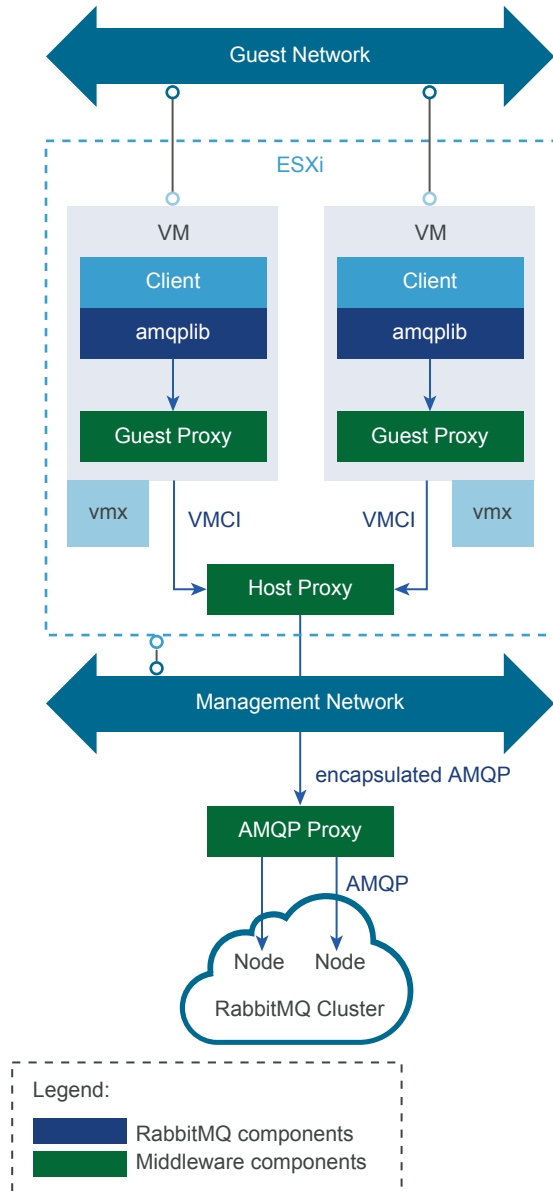 Guest Network
ESXi
VM
VM
Client
Client
amqplib
amqplib
Guest Proxy
Guest Proxy
vmx
VMCI
VMCI
vmx
Host Proxy
Management Network
encapsulated AMQP
AMQP Proxy
AMQP
Node
Node
RabbitMQ Cluster
Legend:
RabbitMQ components
Middleware components